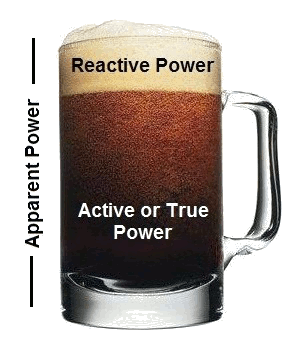 Reactive Power
Apparent Power
Active or True
Power